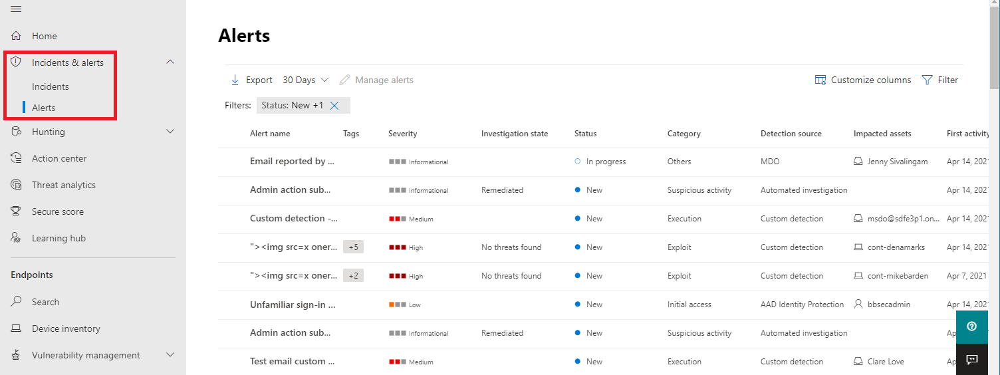 Home
Incidents & alerts
Incidents
Alerts
Hunting
Action center
Threat analytics
Secure score
Learning hub
Endpoints
Search
Device inventory
Vulnerability management
Alerts
Export 30 Days Manage alerts Customize columns Filter
Filters: Status: New +1
Alert name Tags Severity Investigation state Status Category Detection source Impacted assets First activity
Email reported by ... Informational In progress Others MDO Jenny Sivalingam Apr 14, 2021
Admin action sub... Informational Remediated New Suspicious activity Automated investigation Apr 14, 2021
Custom detection -... Medium New Execution Custom detection msdo@sdfe3p1.on... Apr 14, 2021
"><img src=x oner... +5 High No threats found New Exploit Custom detection cont-denamarks Apr 14, 2021
"><img src=x oner... +2 High No threats found New Exploit Custom detection cont-mikebarden Apr 7, 2021
Unfamiliar sign-in ... Low New Initial access AAD Identity Protection bbsecadmin Apr 14, 2021
Admin action sub... Informational Remediated New Suspicious activity Automated investigation Ap
Test email custom ... Medium New Execution Custom detection Clare Love Ap